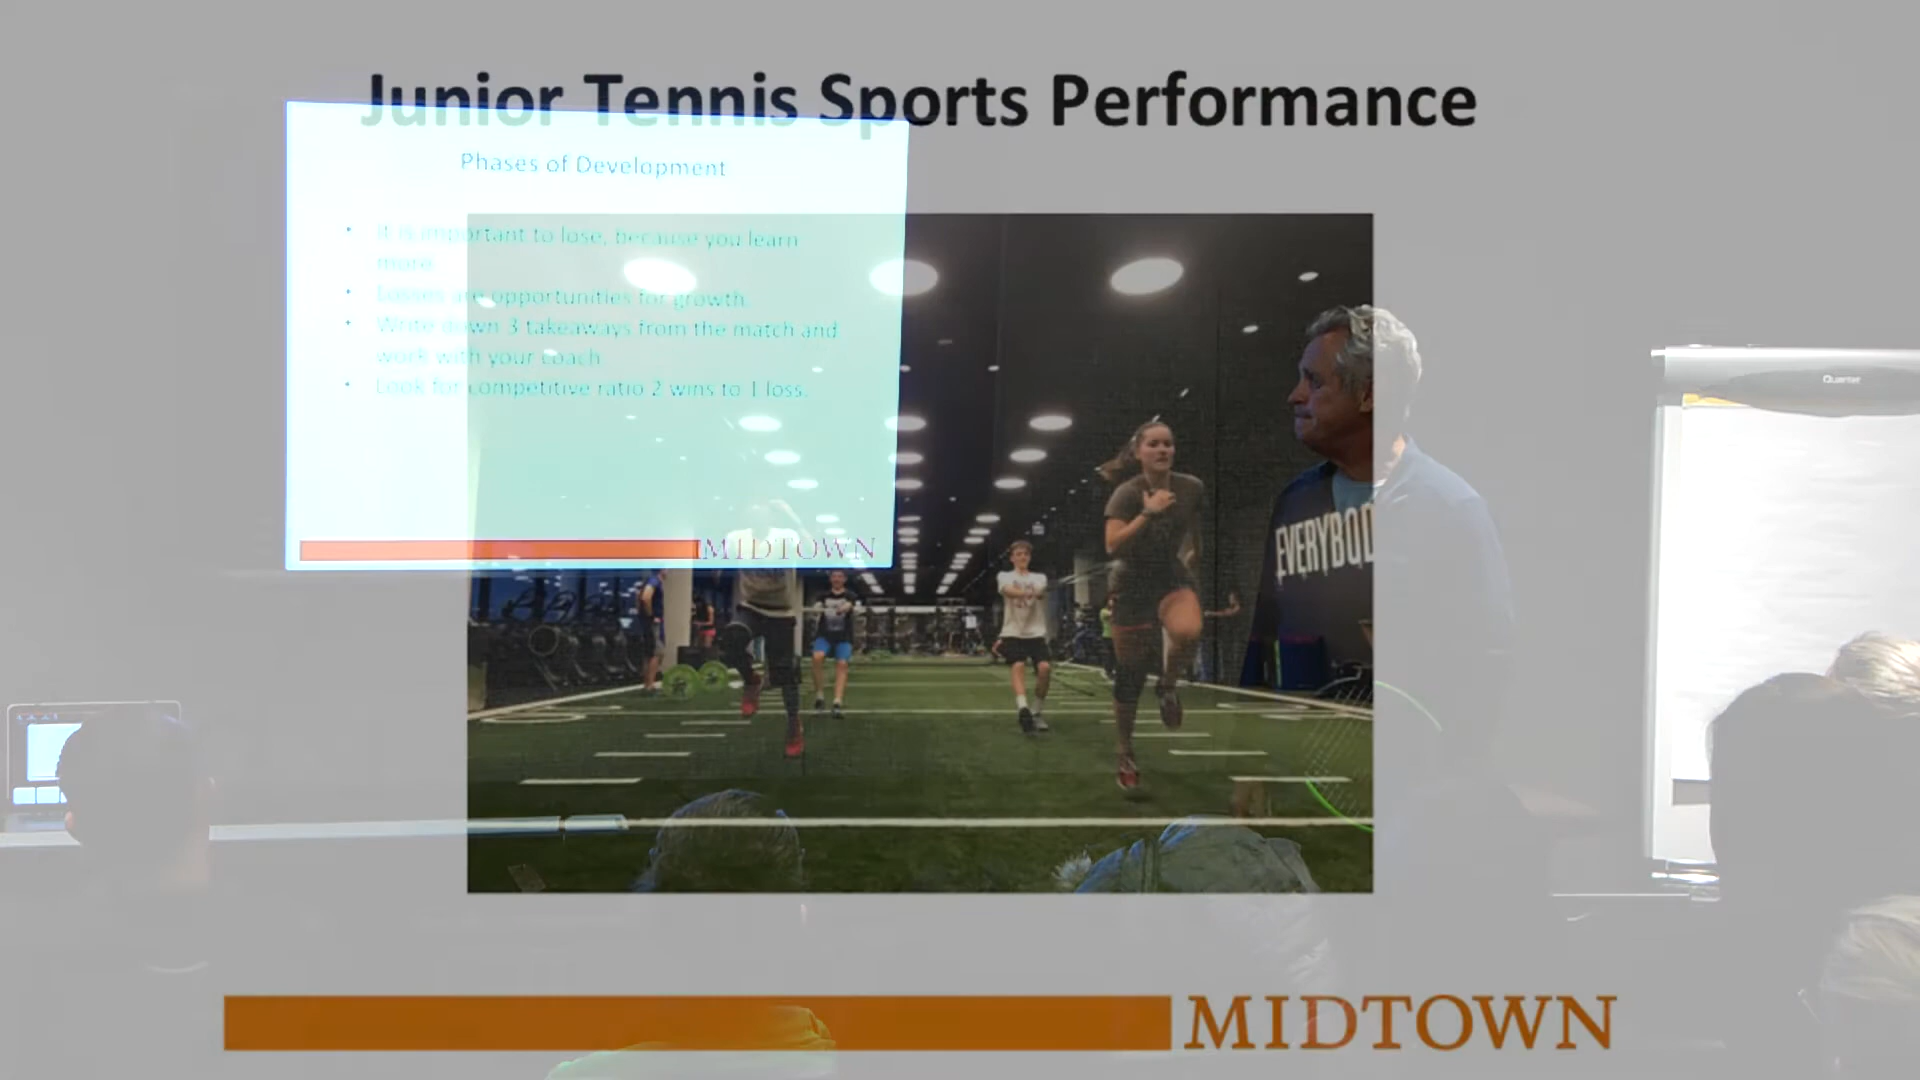 Junior Tennis Sports Performance
Phases of Development
• It is important to lose, because you learn
more
• Losses are opportunities for growth.
• Write down 3 takeaways from the match and
work with your coach
• Look for competitive ratio 2 wins to 1 loss.
MIDTOWN
EVERYBOD
Quartet
MIDTOWN